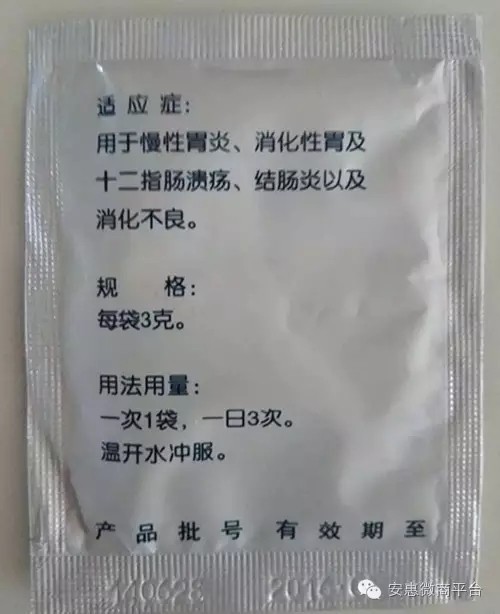 适应症:
用于慢性胃炎、消化性胃及
十二指肠溃疡、结肠炎以及
消化不良。
规 格:
每袋3克。
用法用量:
一次1袋,一日3次。
温开水冲服。
产品批号 有效期至
140628 2016
安惠微商平台